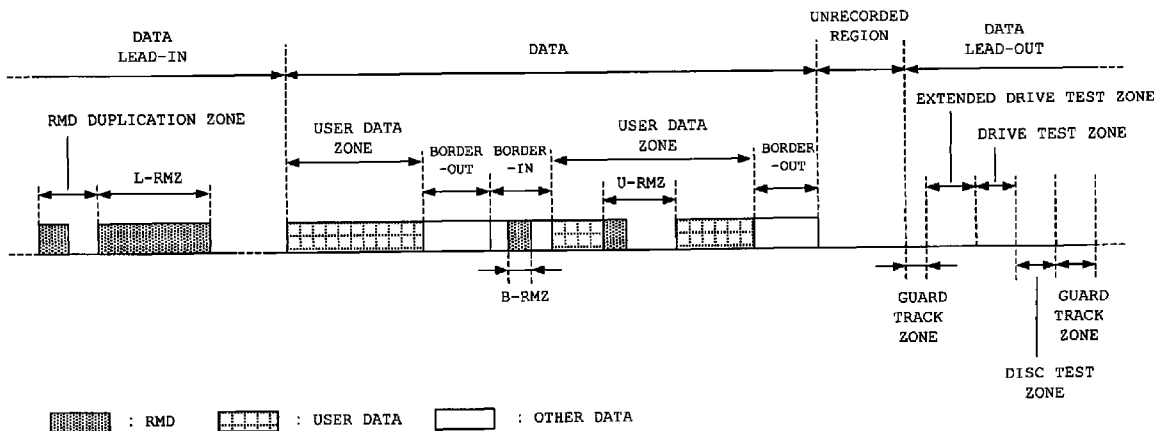 DATA
LEAD-IN
DATA
UNRECORDED
REGION
DATA
LEAD-OUT
RMD DUPLICATION ZONE
EXTENDED DRIVE TEST ZONE
USER DATA
ZONE
USER DATA
ZONE
DRIVE TEST ZONE
BORDER
-OUT
BORDER
-IN
BORDER
-OUT
L-RMZ
U-RMZ
B-RMZ
GUARD
TRACK
ZONE
GUARD
TRACK
ZONE
DISC TEST
ZONE
: RMD
: USER DATA
: OTHER DATA